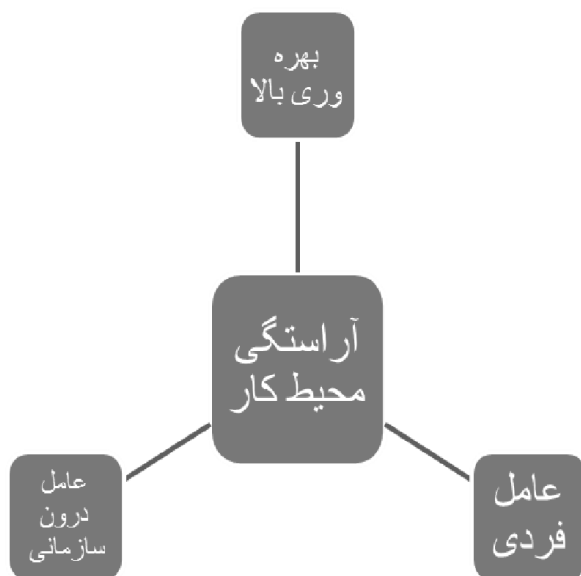 بهره
وری بالا
آراستگی
محیط کار
عامل
فردی
عامل
درون
سازمانی